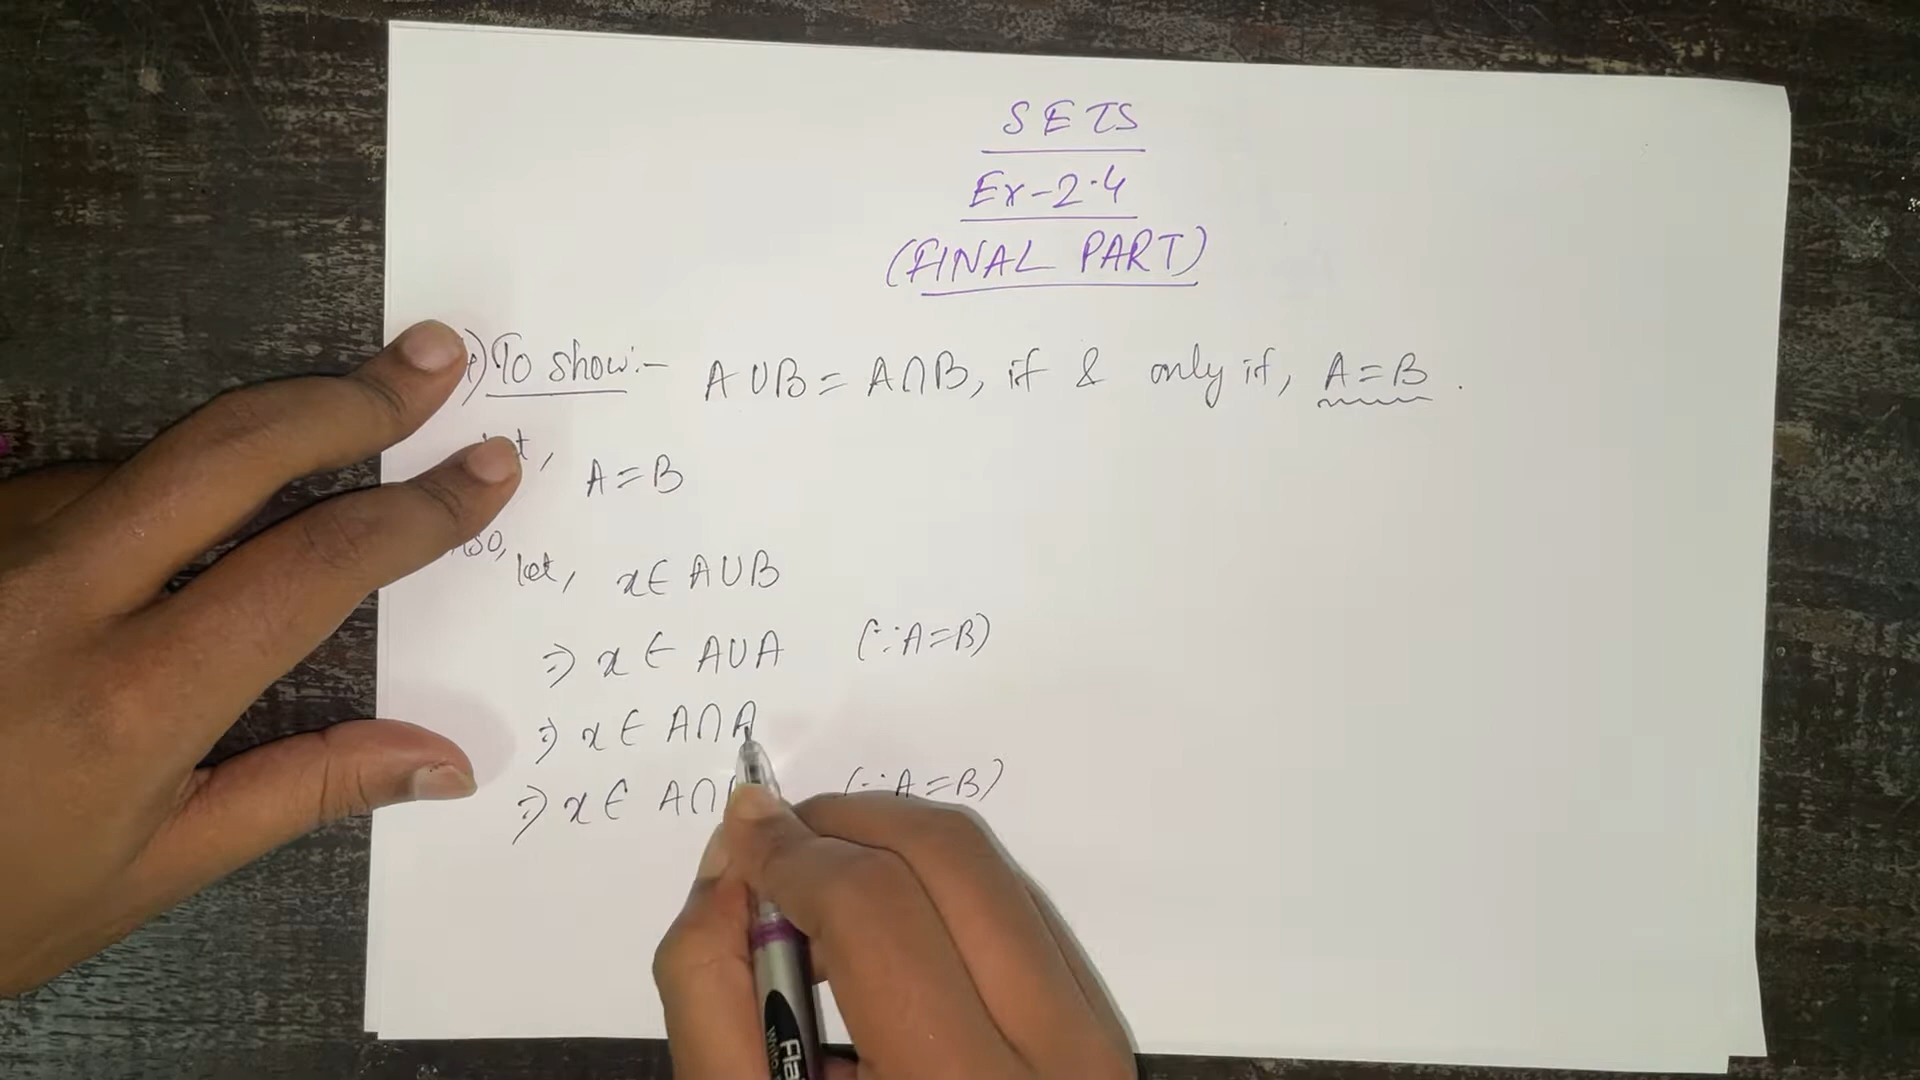 SETS
Ex-2.4
(FINAL PART)
) To show:- A∪B = A∩B, if & only if, A=B.
A=B
let, x∈ A∪B
⇒ x ∈ A∪A (∵A=B)
⇒ x ∈ A∩A
⇒ x ∈ A∩ (∵A=B)